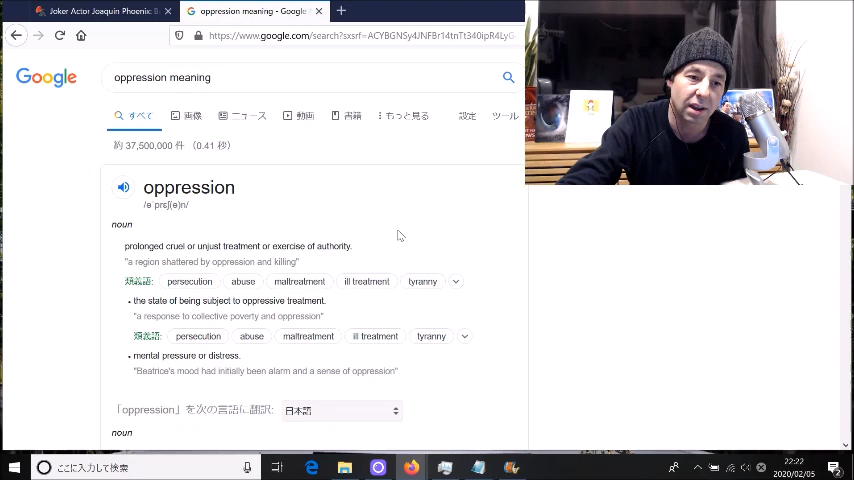 Joker Actor Joaquin Phoenix B
oppression meaning - Google
https://www.google.com/search?sxsrf=ACYBGNSy4JNFBr14tnTt340ipR4LyG
Google
oppression meaning
すべて 画像 ニュース 動画 書籍 もっと見る 設定 ツール
約 37,500,000 件 （0.41 秒）
oppression
/əˈprɛʃ(ə)n/
noun
prolonged cruel or unjust treatment or exercise of authority.
"a region shattered by oppression and killing"
類義語: persecution abuse maltreatment ill treatment tyranny
• the state of being subject to oppressive treatment.
"a response to collective poverty and oppression"
類義語: persecution abuse maltreatment ill treatment tyranny
• mental pressure or distress.
"Beatrice's mood had initially been alarm and a sense of oppression"
「oppression」を次の言語に翻訳: 日本語
noun
ここに入力して検索
22:22
2020/02/05
2